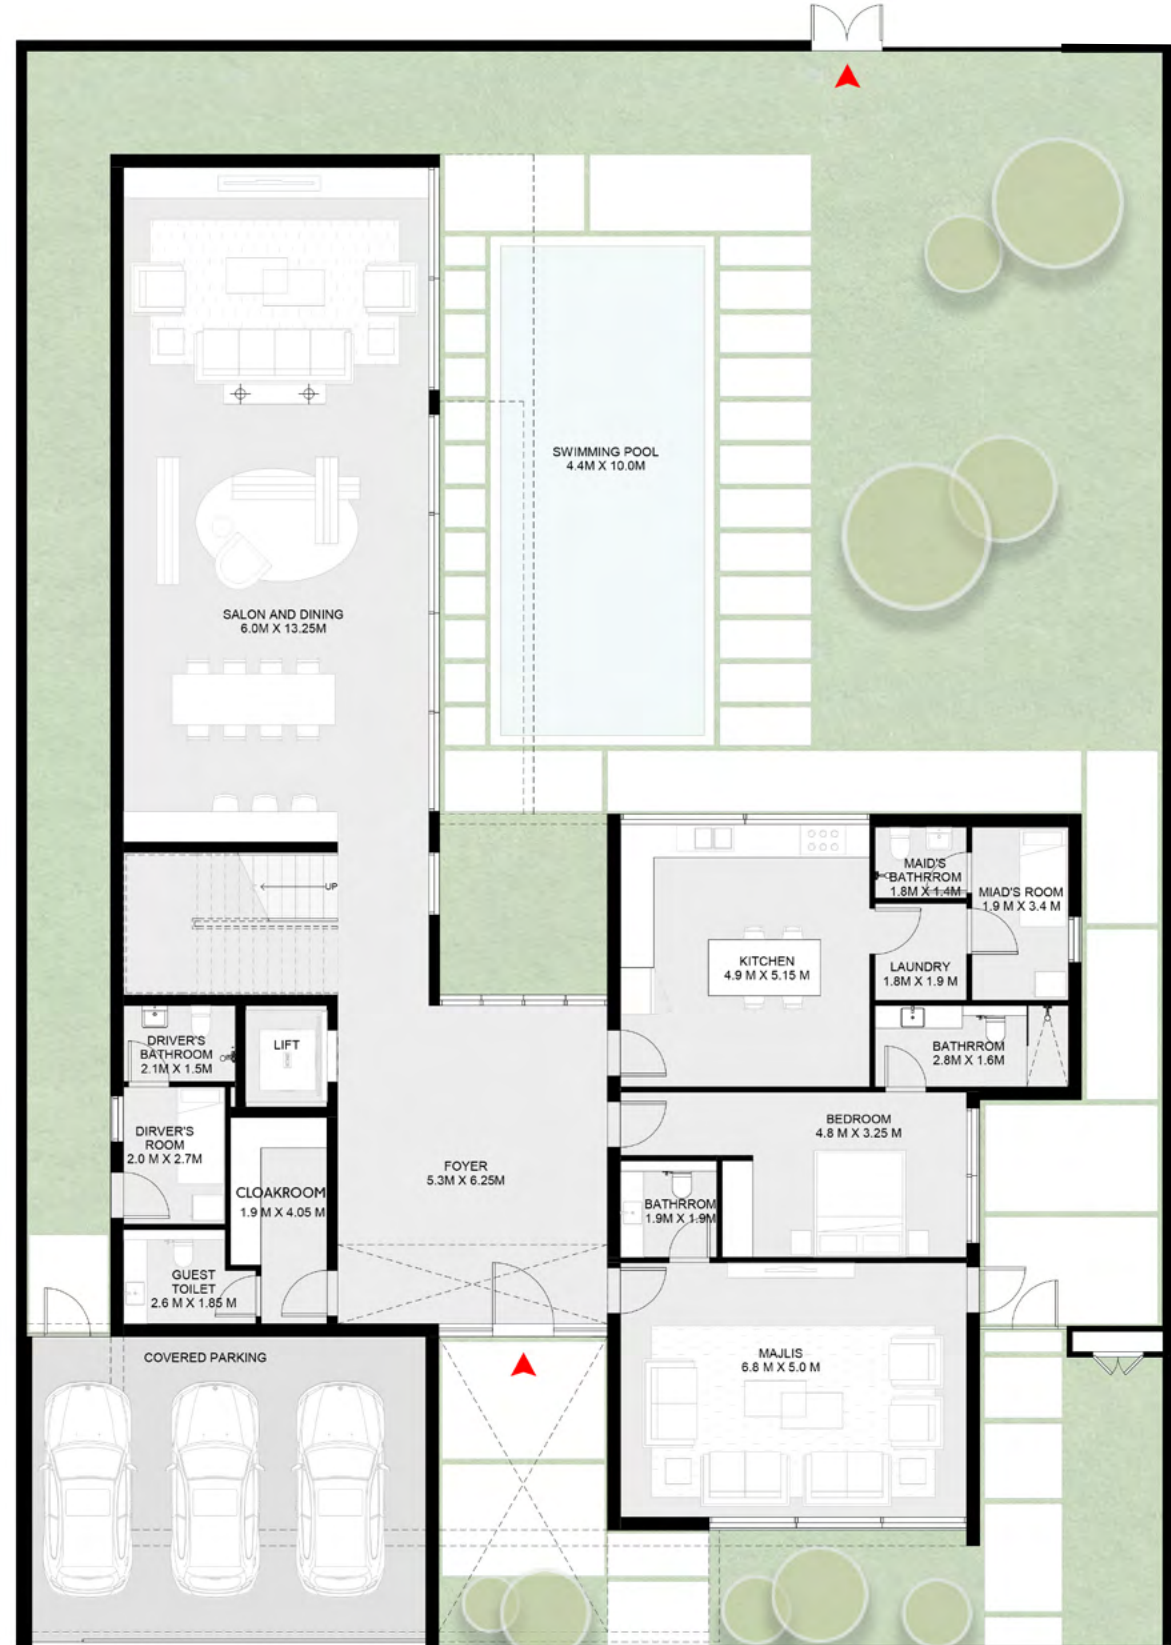 SWIMMING POOL
4.4M X 10.0M
SALON AND DINING
6.0M X 13.25M
UP
MAID'S
BATHRROM
1.8M X 1.4M
MIAD'S ROOM
1.9 M X 3.4 M
KITCHEN
4.9 M X 5.15 M
LAUNDRY
1.8M X 1.9 M
LIFT
DRIVER'S
BATHROOM
2.1M X 1.5M
BATHRROM
2.8M X 1.6M
DIRVER'S
ROOM
2.0 M X 2.7M
BEDROOM
4.8 M X 3.25 M
FOYER
5.3M X 6.25M
CLOAKROOM
1.9 M X 4.05 M
BATHRROM
1.9M X 1.9M
GUEST
TOILET
2.6 M X 1.85 M
COVERED PARKING
MAJLIS
6.8 M X 5.0 M